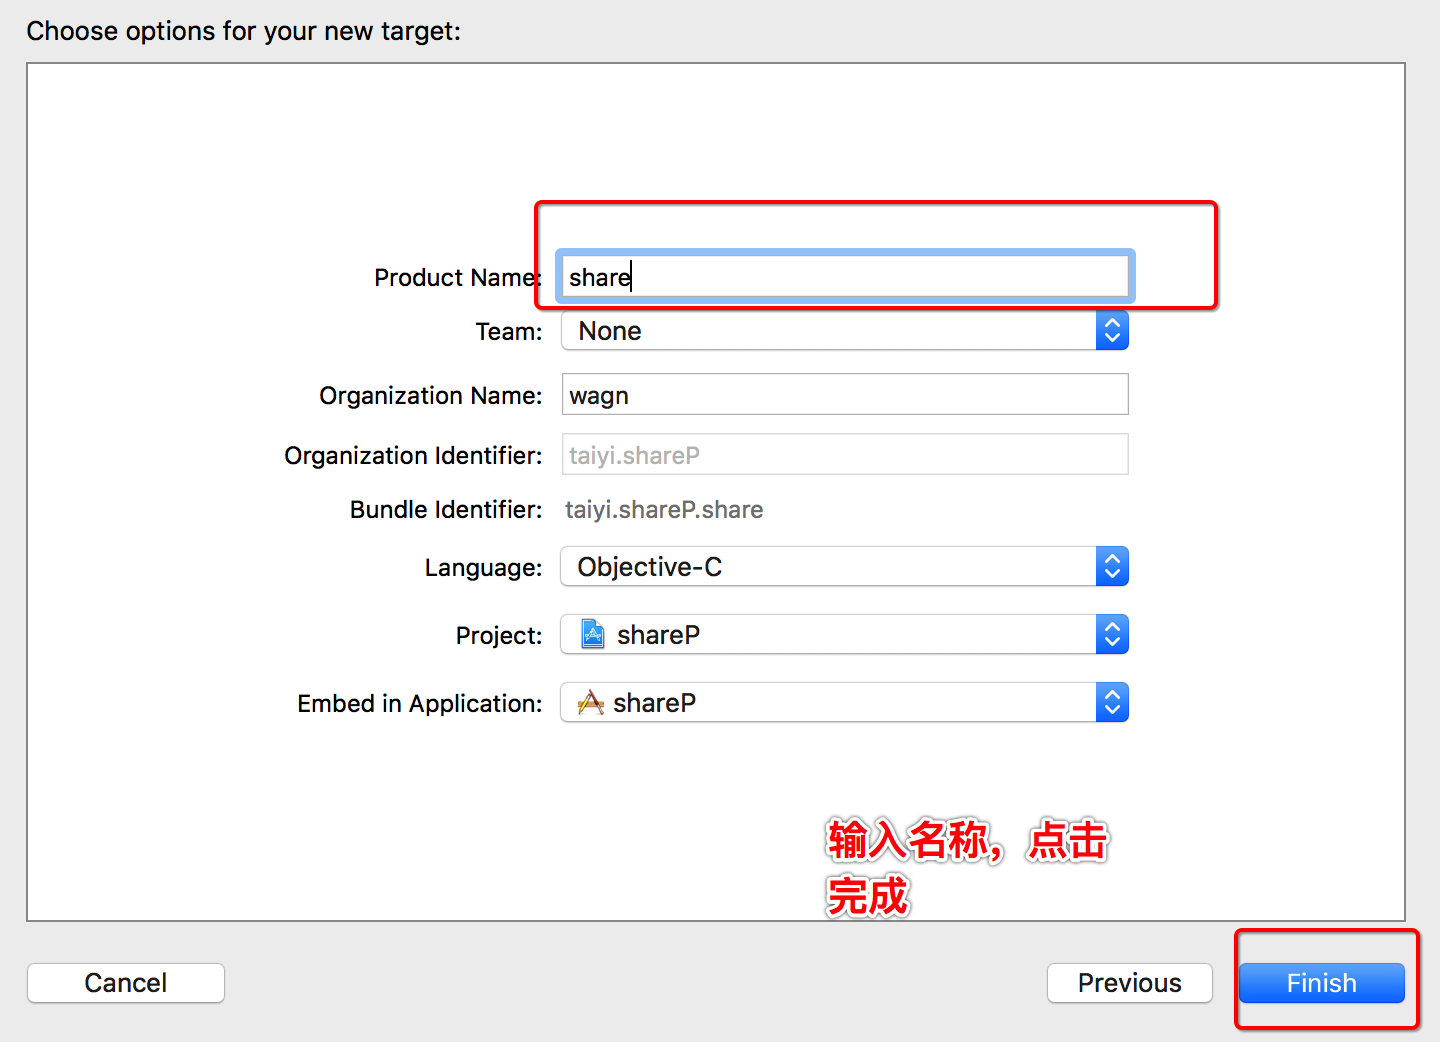 Choose options for your new target:
Product Name: share
Team: None
Organization Name: wagn
Organization Identifier: taiyi.shareP
Bundle Identifier: taiyi.shareP.share
Language: Objective-C
Project: shareP
Embed in Application: shareP
输入名称，点击
完成
Cancel Previous Finish